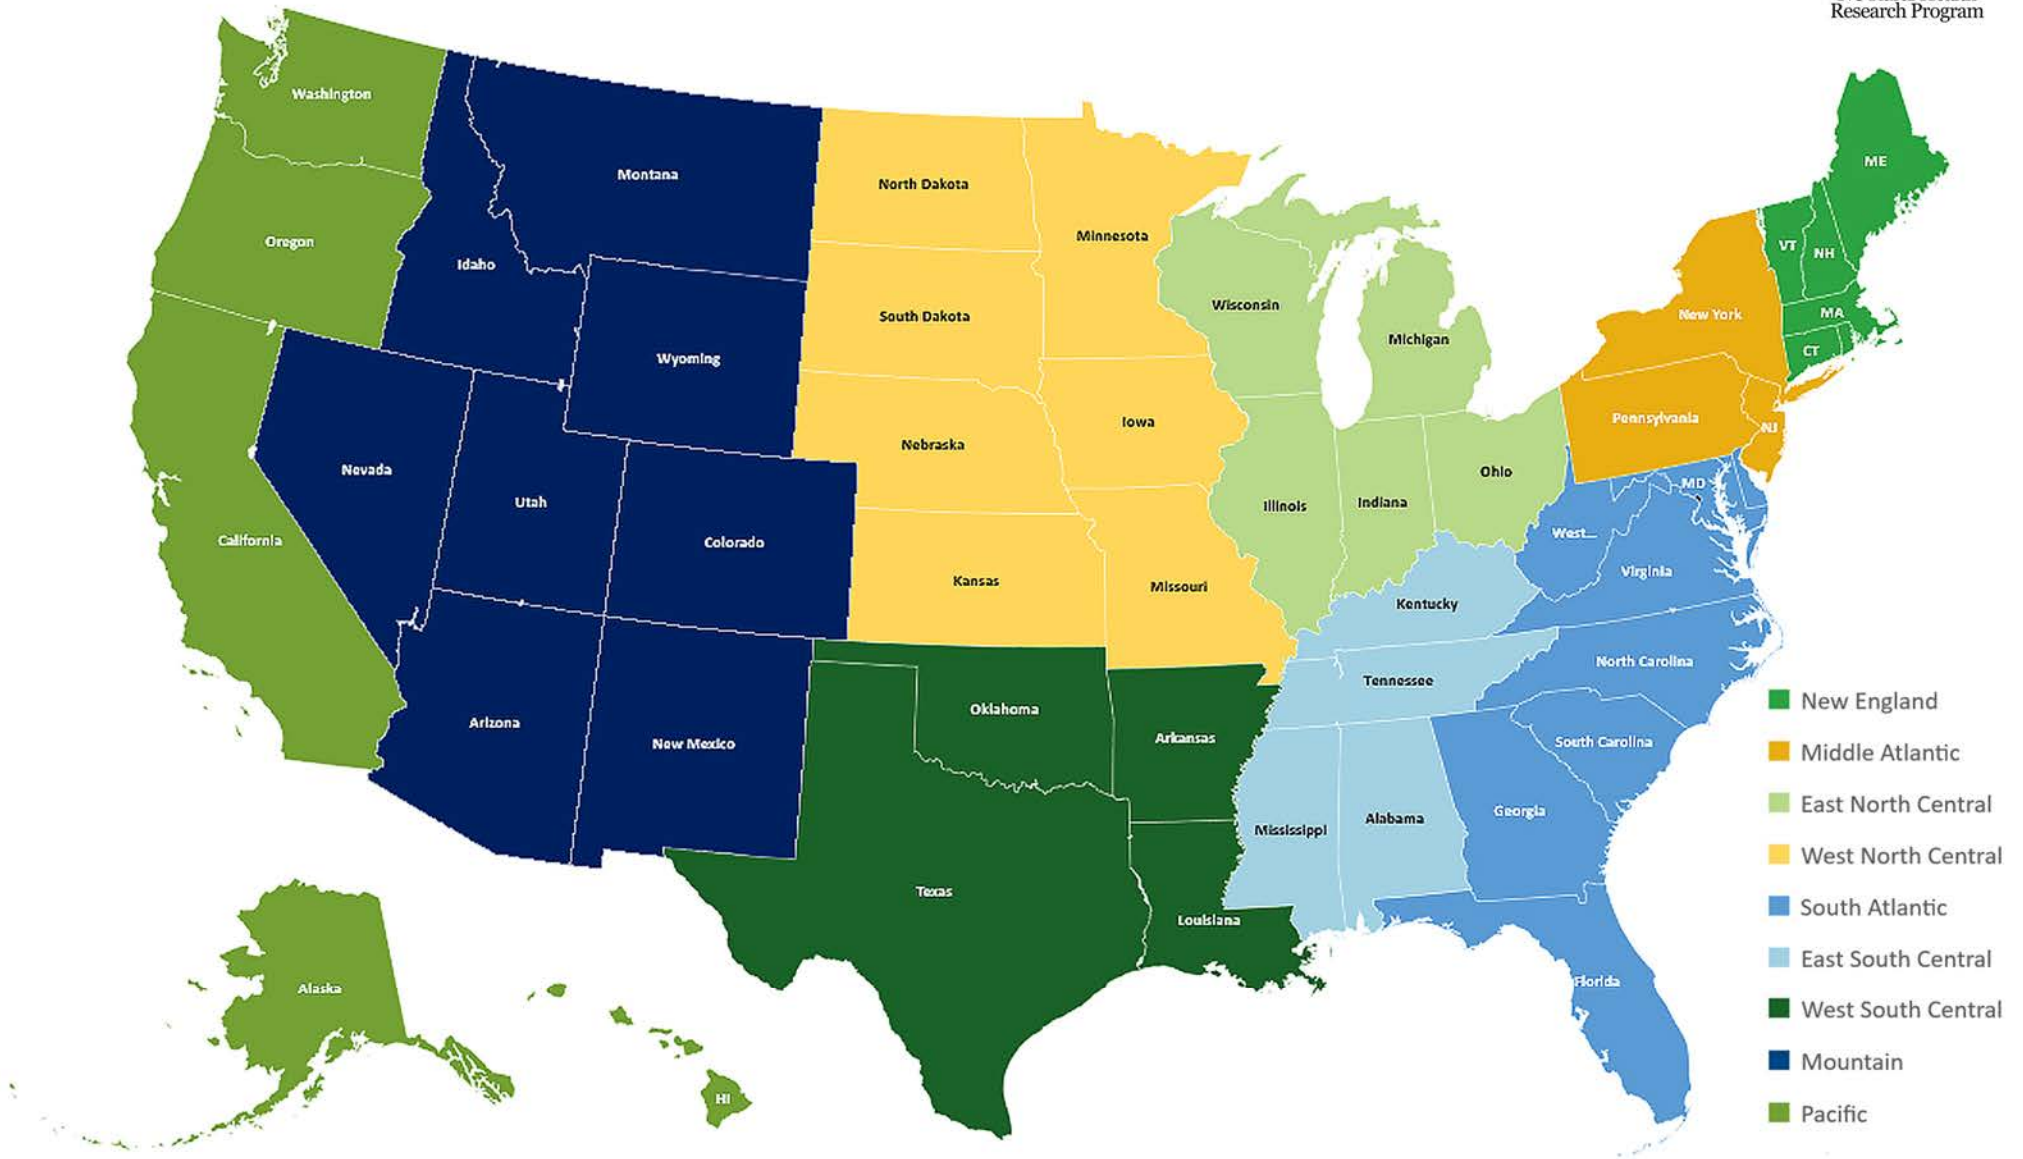 Research Program
Washington
Montana
ME
North Dakota
Oregon
Minnesota
VT
NH
Idaho
Wisconsin
South Dakota
New York
MA
Michigan
CT
Wyoming
Pennsylvania
Iowa
NJ
Nebraska
Nevada
Ohio
MD
Utah
Illinois
Indiana
West...
California
Colorado
Virginia
Kansas
Missouri
Kentucky
North Carolina
Tennessee
New England
Oklahoma
Arizona
Arkansas
South Carolina
New Mexico
Middle Atlantic
East North Central
Georgia
Alabama
Mississippi
West North Central
Texas
South Atlantic
Louisiana
East South Central
Florida
Alaska
West South Central
Mountain
HI
Pacific